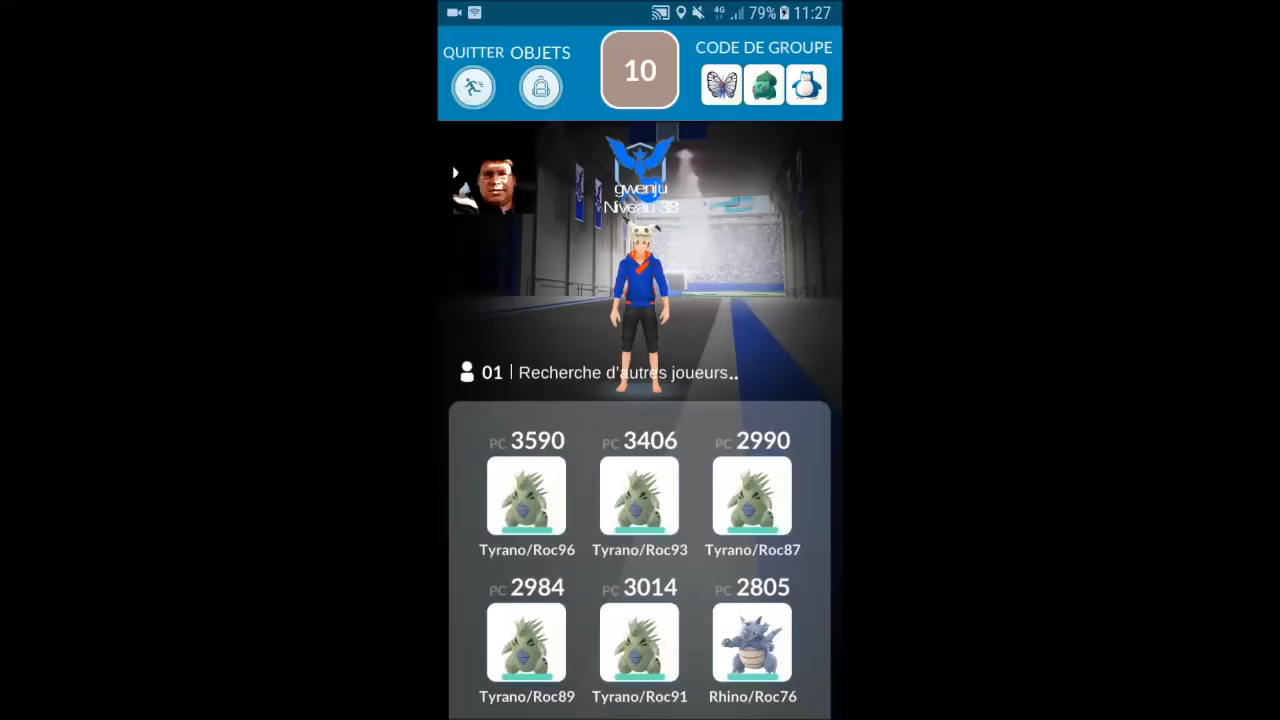 4G 79% 11:27
QUITTER OBJETS
10
CODE DE GROUPE
gwenju
Niveau 38
01 | Recherche d'autres joueurs..
PC 3590 PC 3406 PC 2990
Tyrano/Roc96 Tyrano/Roc93 Tyrano/Roc87
PC 2984 PC 3014 PC 2805
Tyrano/Roc89 Tyrano/Roc91 Rhino/Roc76